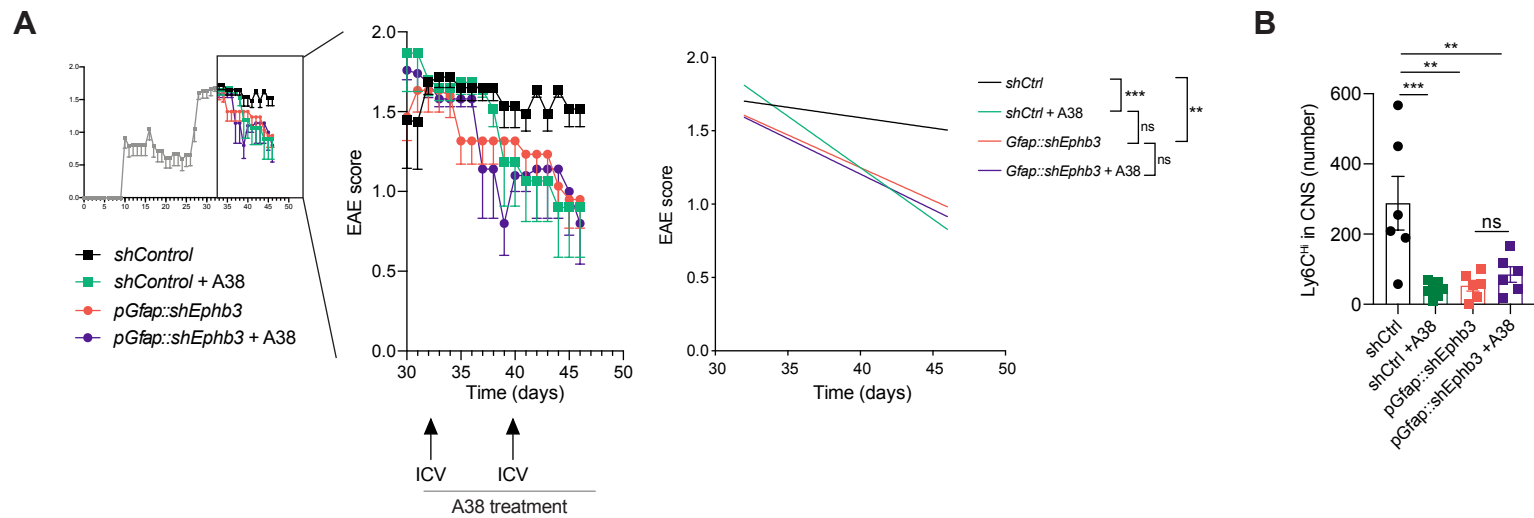 A
2.0
1.5
1.0
0.5
0.0
0 5 10 15 20 25 30 35 40 45 50
shControl
shControl + A38
pGfap::shEphb3
pGfap::shEphb3 + A38
EAE score
2.0
1.5
1.0
0.5
0.0
30 35 40 45 50
Time (days)
ICV ICV
A38 treatment
EAE score
2.0
1.5
1.0
0.5
0.0
30 35 40 45 50
Time (days)
shCtrl
shCtrl + A38
Gfap::shEphb3
Gfap::shEphb3 + A38
***
ns
ns
**
B
Ly6CHi in CNS (number)
600
400
200
0
**
**
***
ns
shCtrl
shCtrl +A38
pGfap::shEphb3
pGfap::shEphb3 +A38